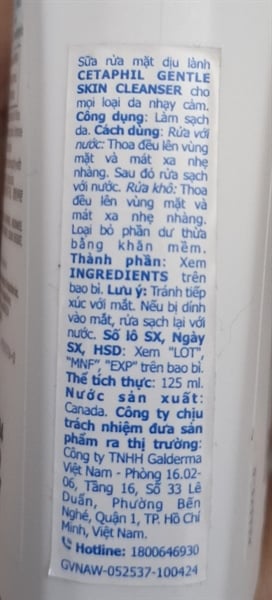 Sữa rửa mặt dịu lành
CETAPHIL GENTLE
SKIN CLEANSER cho
mọi loại da nhạy cảm.
Công dụng: Làm sạch
da. Cách dùng: Rửa với
nước: Thoa đều lên vùng
mặt và mát xa nhẹ
nhàng. Sau đó rửa sạch
với nước. Rửa khô: Thoa
đều lên vùng mặt và
mát xa nhẹ nhàng.
Loại bỏ phần dư thừa
bằng khăn mềm.
Thành phần: Xem
INGREDIENTS trên
bao bì. Lưu ý: Tránh tiếp
xúc với mắt. Nếu bị dính
vào mắt, rửa sạch lại với
nước. Số lô SX, Ngày
SX, HSD: Xem "LOT",
"MNF", "EXP" trên bao bì.
Thể tích thực: 125 ml.
Nước sản xuất:
Canada. Công ty chịu
trách nhiệm đưa sản
phẩm ra thị trường:
Công ty TNHH Galderma
Việt Nam - Phòng 16.02-
06, Tầng 16, Số 33 Lê
Duẩn, Phường Bến
Nghé, Quận 1, TP. Hồ Chí
Minh, Việt Nam.
Hotline: 1800646930
GVNAW-052537-100424